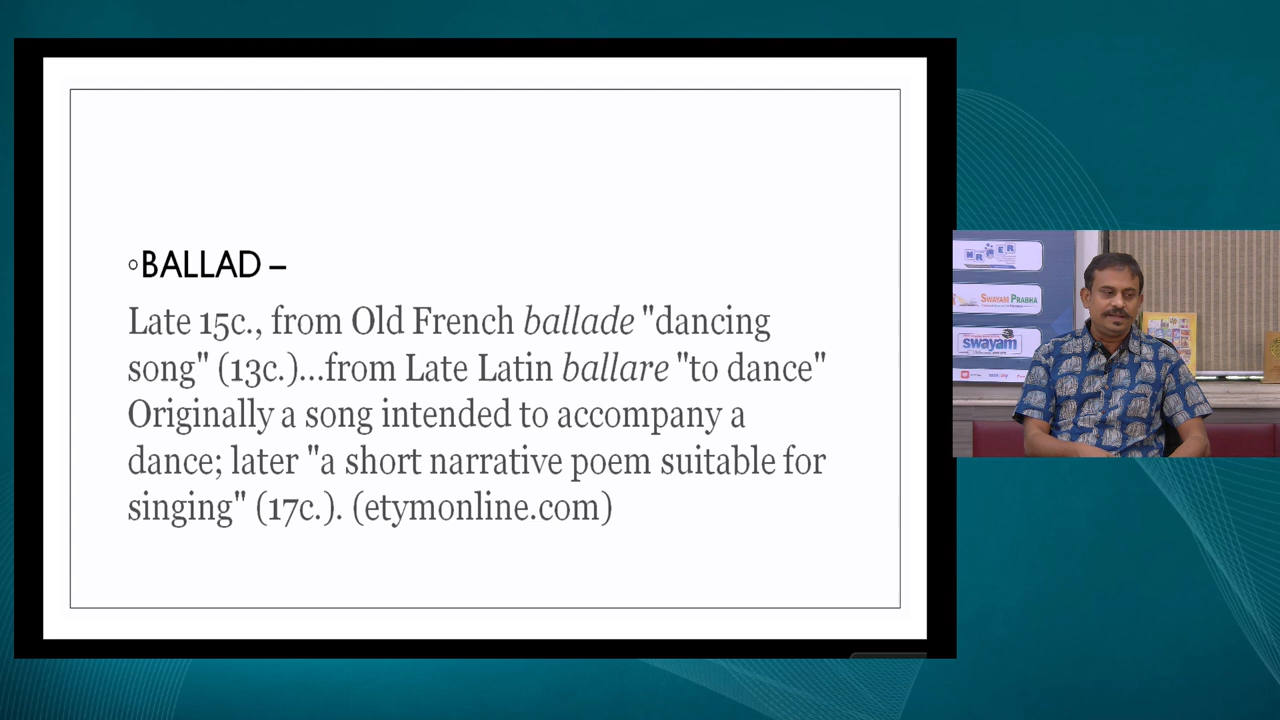 ◦BALLAD –
Late 15c., from Old French ballade "dancing
song" (13c.)...from Late Latin ballare "to dance"
Originally a song intended to accompany a
dance; later "a short narrative poem suitable for
singing" (17c.). (etymonline.com)
SWAYAM PRABHA
swayam